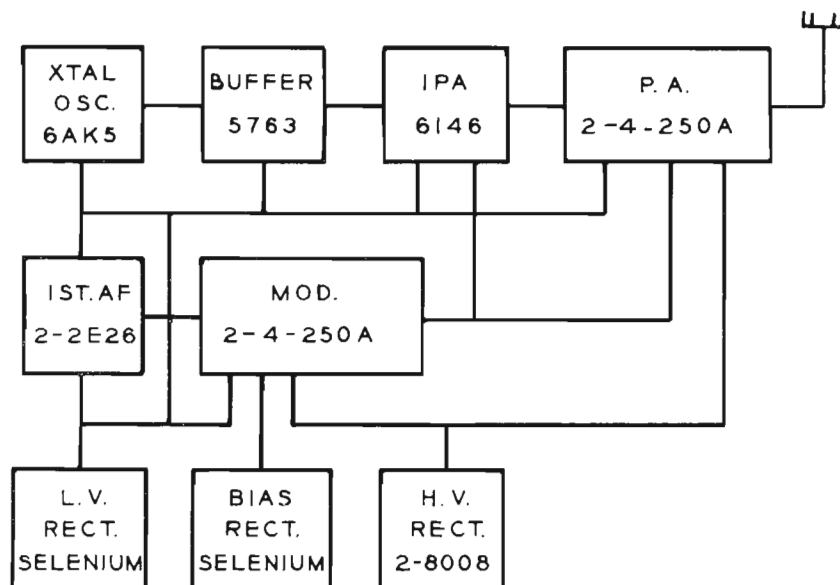 XTAL
OSC.
6AK5
BUFFER
5763
IPA
6146
P. A.
2-4-250A
1ST. AF
2-2E26
MOD.
2-4-250A
L.V.
RECT.
SELENIUM
BIAS
RECT.
SELENIUM
H.V.
RECT.
2-8008